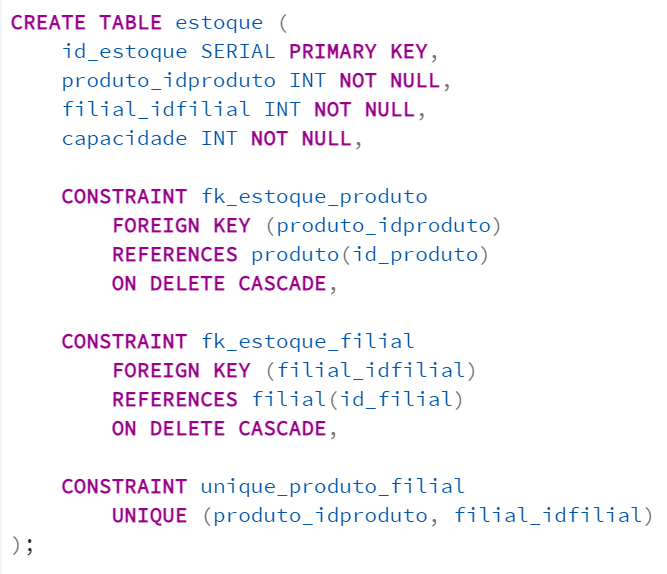 CREATE TABLE estoque (
    id_estoque SERIAL PRIMARY KEY,
    produto_idproduto INT NOT NULL,
    filial_idfilial INT NOT NULL,
    capacidade INT NOT NULL,

    CONSTRAINT fk_estoque_produto
        FOREIGN KEY (produto_idproduto)
        REFERENCES produto(id_produto)
        ON DELETE CASCADE,

    CONSTRAINT fk_estoque_filial
        FOREIGN KEY (filial_idfilial)
        REFERENCES filial(id_filial)
        ON DELETE CASCADE,

    CONSTRAINT unique_produto_filial
        UNIQUE (produto_idproduto, filial_idfilial)
);